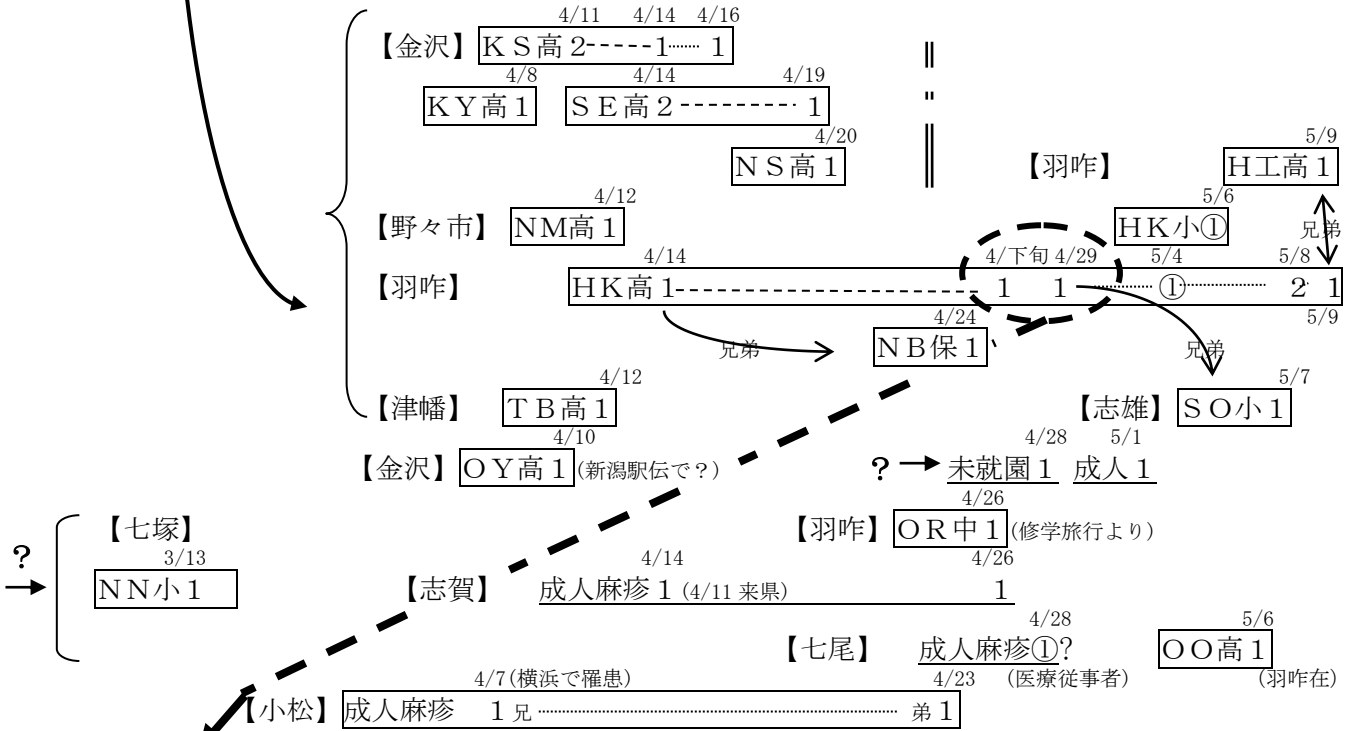 4/11 4/14 4/16
【金沢】 KS高2-----1……1
4/8 4/14 4/19
KY高1 SE高2--------1
4/20 5/9
NS高1 【羽咋】 H工高1
4/12 5/6
【野々市】 NM高1 HK小① 兄弟
4/14 4/下旬 4/29 5/4 5/8
【羽咋】 HK高1 1 1 ① 2 1
4/24 5/9
兄弟 NB保1 兄弟
4/12 5/7
【津幡】 TB高1 【志雄】 SO小1
4/10 4/28 5/1
【金沢】 OY高1 (新潟駅伝で?) ? 未就園1 成人1
4/26
【七塚】 【羽咋】 OR中1 (修学旅行より)
? 3/13 4/14 4/26
NN小1 【志賀】 成人麻疹1 (4/11 来県) 1
4/28 5/6
【七尾】 成人麻疹①? OO高1
4/7(横浜で罹患) 4/23 (医療従事者) (羽咋在)
【小松】 成人麻疹 1兄 弟1